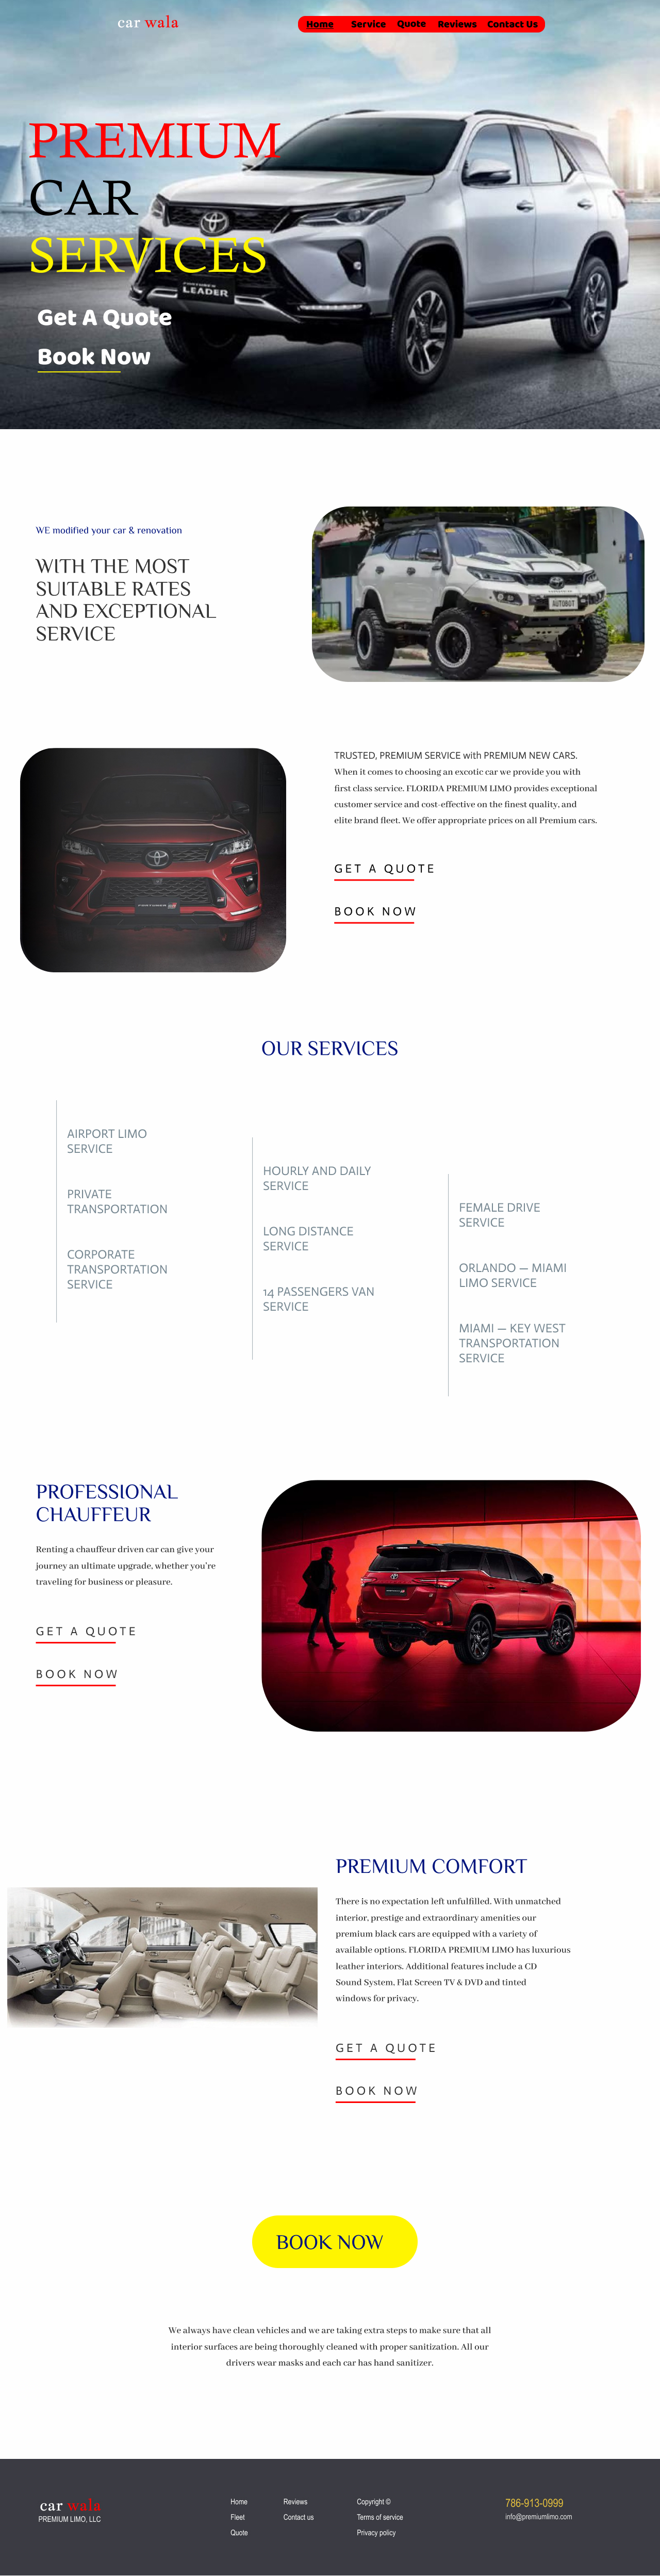 car wala
Home Service Quote Reviews Contact Us
PREMIUM
CAR
SERVICES
FORTUNER
LEADER
Get A Quote
Book Now
WE modified your car & renovation
WITH THE MOST
SUITABLE RATES
AND EXCEPTIONAL
SERVICE
AUTOBOT
TRUSTED, PREMIUM SERVICE with PREMIUM NEW CARS.
When it comes to choosing an excotic car we provide you with
first class service. FLORIDA PREMIUM LIMO provides exceptional
customer service and cost-effective on the finest quality, and
elite brand fleet. We offer appropriate prices on all Premium cars.
GET A QUOTE
BOOK NOW
OUR SERVICES
AIRPORT LIMO
SERVICE
PRIVATE
TRANSPORTATION
CORPORATE
TRANSPORTATION
SERVICE
HOURLY AND DAILY
SERVICE
LONG DISTANCE
SERVICE
14 PASSENGERS VAN
SERVICE
FEMALE DRIVE
SERVICE
ORLANDO — MIAMI
LIMO SERVICE
MIAMI — KEY WEST
TRANSPORTATION
SERVICE
PROFESSIONAL
CHAUFFEUR
Renting a chauffeur driven car can give your
journey an ultimate upgrade, whether you're
traveling for business or pleasure.
GET A QUOTE
BOOK NOW
PREMIUM COMFORT
There is no expectation left unfulfilled. With unmatched
interior, prestige and extraordinary amenities our
premium black cars are equipped with a variety of
available options. FLORIDA PREMIUM LIMO has luxurious
leather interiors. Additional features include a CD
Sound System, Flat Screen TV & DVD and tinted
windows for privacy.
GET A QUOTE
BOOK NOW
BOOK NOW
We always have clean vehicles and we are taking extra steps to make sure that all
interior surfaces are being thoroughly cleaned with proper sanitization. All our
drivers wear masks and each car has hand sanitizer.
car wala
PREMIUM LIMO, LLC
Home
Fleet
Quote
Reviews
Contact us
Copyright ©
Terms of service
Privacy policy
786-913-0999
info@premiumlimo.com